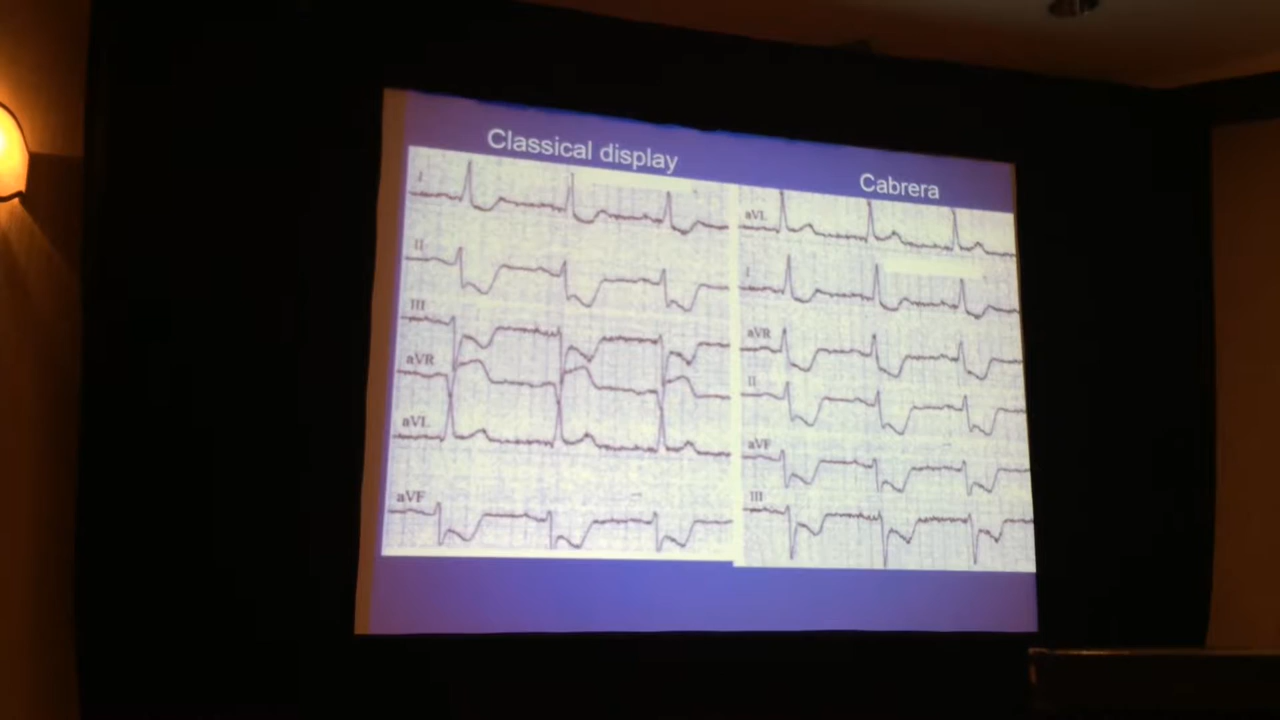 Classical display
I
II
III
aVR
aVL
aVF
Cabrera
aVL
I
aVR
II
aVF
III